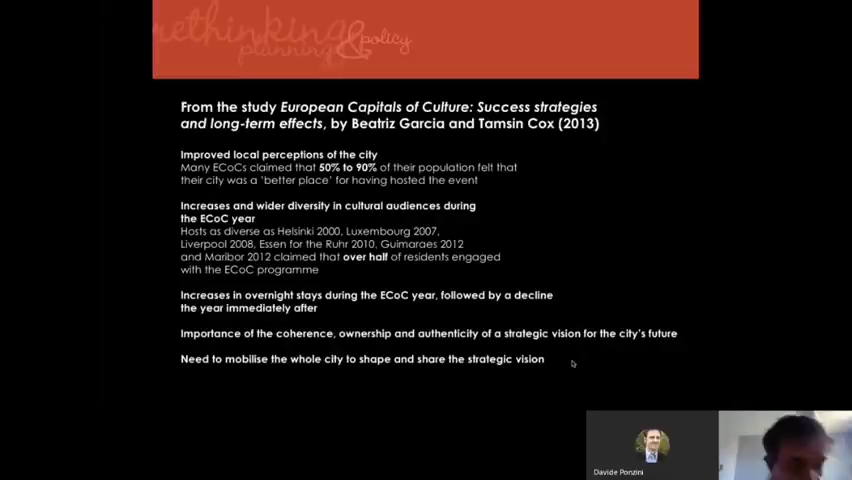 rethinking
planning & policy
From the study European Capitals of Culture: Success strategies
and long-term effects, by Beatriz Garcia and Tamsin Cox (2013)
Improved local perceptions of the city
Many ECoCs claimed that 50% to 90% of their population felt that
their city was a 'better place' for having hosted the event
Increases and wider diversity in cultural audiences during
the ECoC year
Hosts as diverse as Helsinki 2000, Luxembourg 2007,
Liverpool 2008, Essen for the Ruhr 2010, Guimaraes 2012
and Maribor 2012 claimed that over half of residents engaged
with the ECoC programme
Increases in overnight stays during the ECoC year, followed by a decline
the year immediately after
Importance of the coherence, ownership and authenticity of a strategic vision for the city's future
Need to mobilise the whole city to shape and share the strategic vision
Davide Ponzini